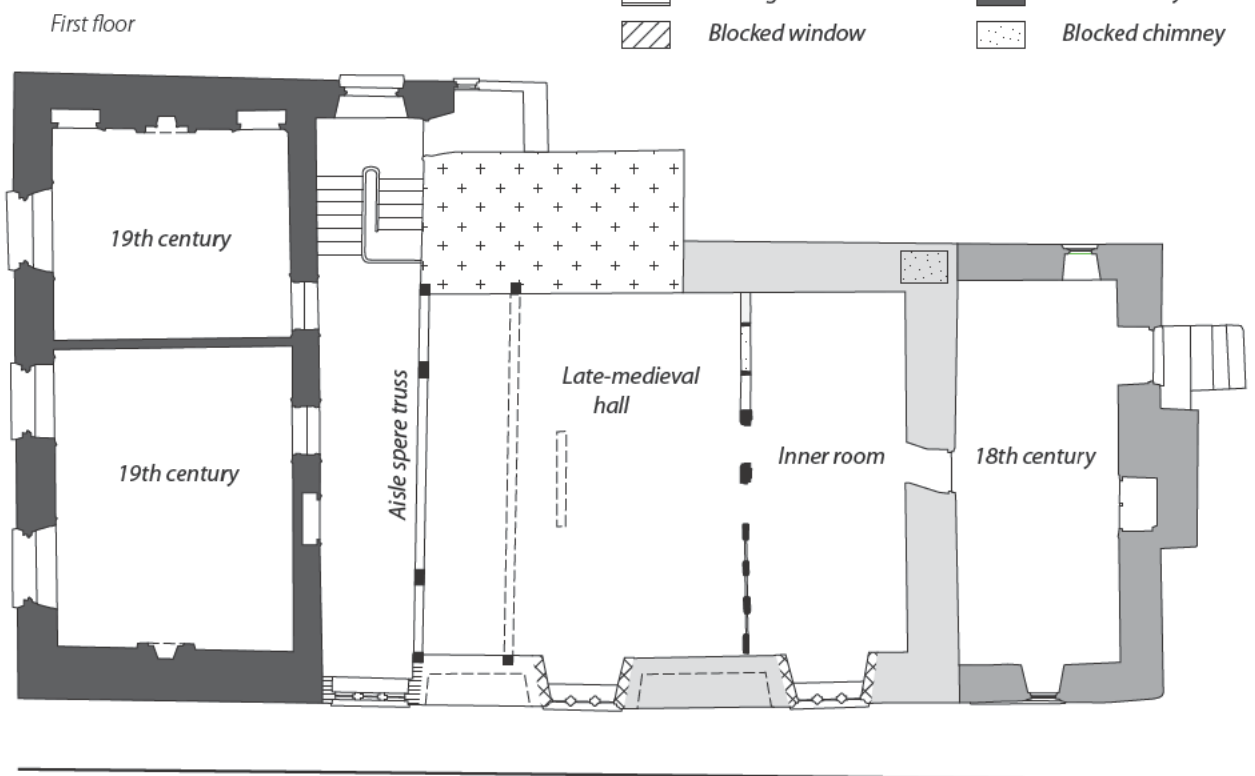 First floor
Blocked window
Blocked chimney
19th century
Late-medieval
hall
Aisle spere truss
Inner room
18th century
19th century